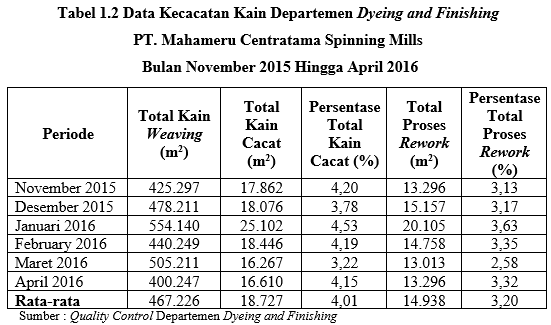 Tabel 1.2 Data Kecacatan Kain Departemen Dyeing and Finishing
PT. Mahameru Centratama Spinning Mills
Bulan November 2015 Hingga April 2016
Periode | Total Kain Weaving (m²) | Total Kain Cacat (m²) | Persentase Total Kain Cacat (%) | Total Proses Rework (m²) | Persentase Total Proses Rework (%)
November 2015 | 425.297 | 17.862 | 4,20 | 13.296 | 3,13
Desember 2015 | 478.211 | 18.076 | 3,78 | 15.157 | 3,17
Januari 2016 | 554.140 | 25.102 | 4,53 | 20.105 | 3,63
February 2016 | 440.249 | 18.446 | 4,19 | 14.758 | 3,35
Maret 2016 | 505.211 | 16.267 | 3,22 | 13.013 | 2,58
April 2016 | 400.247 | 16.610 | 4,15 | 13.296 | 3,32
Rata-rata | 467.226 | 18.727 | 4,01 | 14.938 | 3,20
Sumber : Quality Control Departemen Dyeing and Finishing